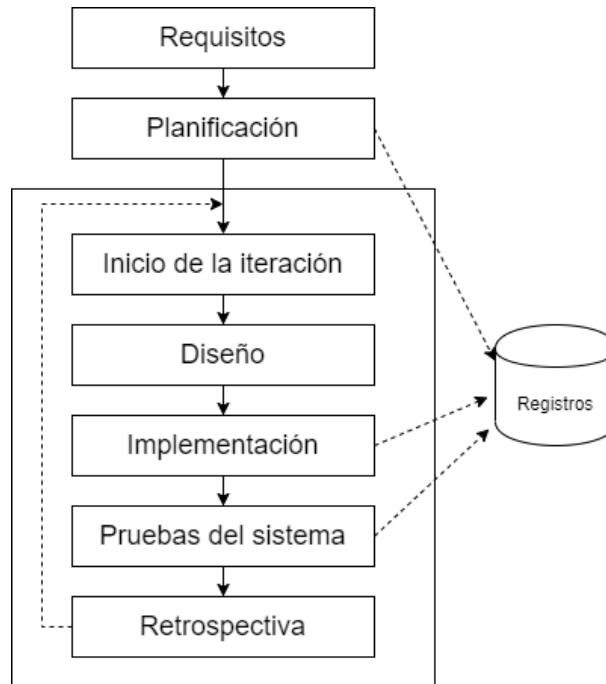 Requisitos
Planificación
Inicio de la iteración
Diseño
Registros
Implementación
Pruebas del sistema
Retrospectiva